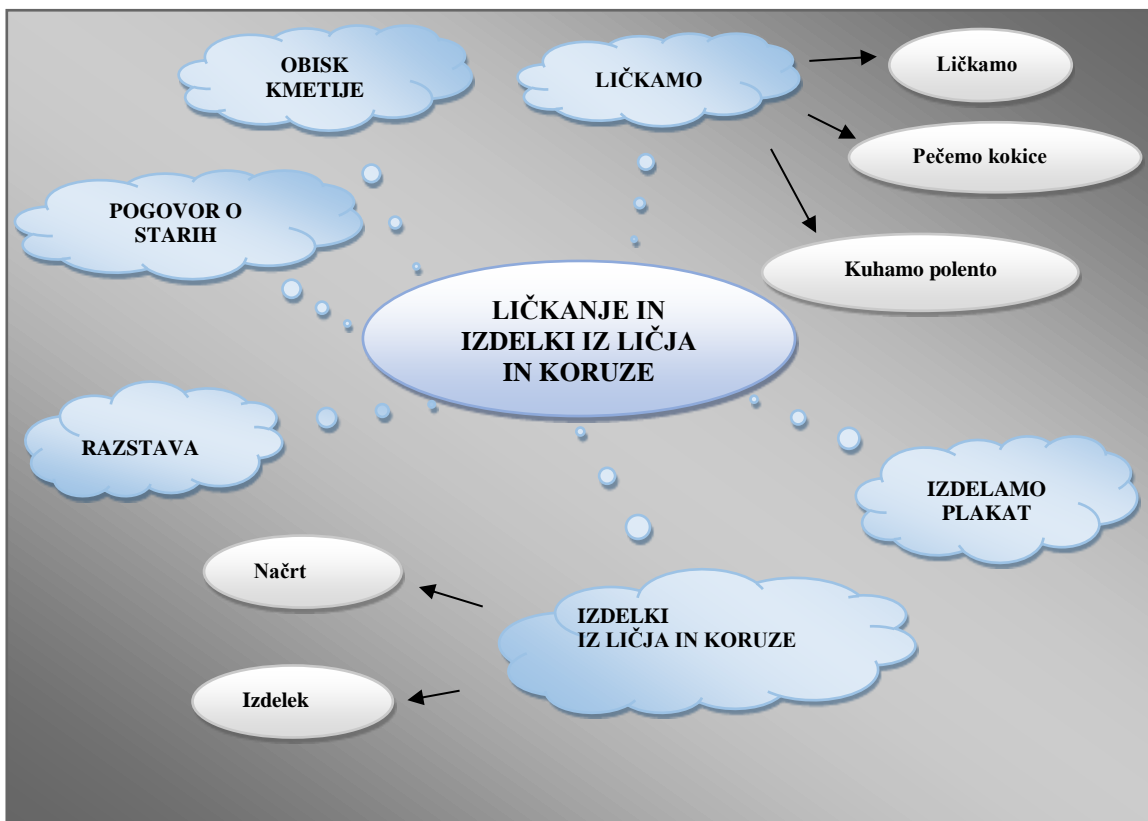 OBISK
KMETIJE
LIČKAMO
Ličkamo
Pečemo kokice
POGOVOR O
STARIH
Kuhamo polento
LIČKANJE IN
IZDELKI IZ LIČJA
IN KORUZE
RAZSTAVA
IZDELAMO
PLAKAT
Načrt
IZDELKI
IZ LIČJA IN KORUZE
Izdelek